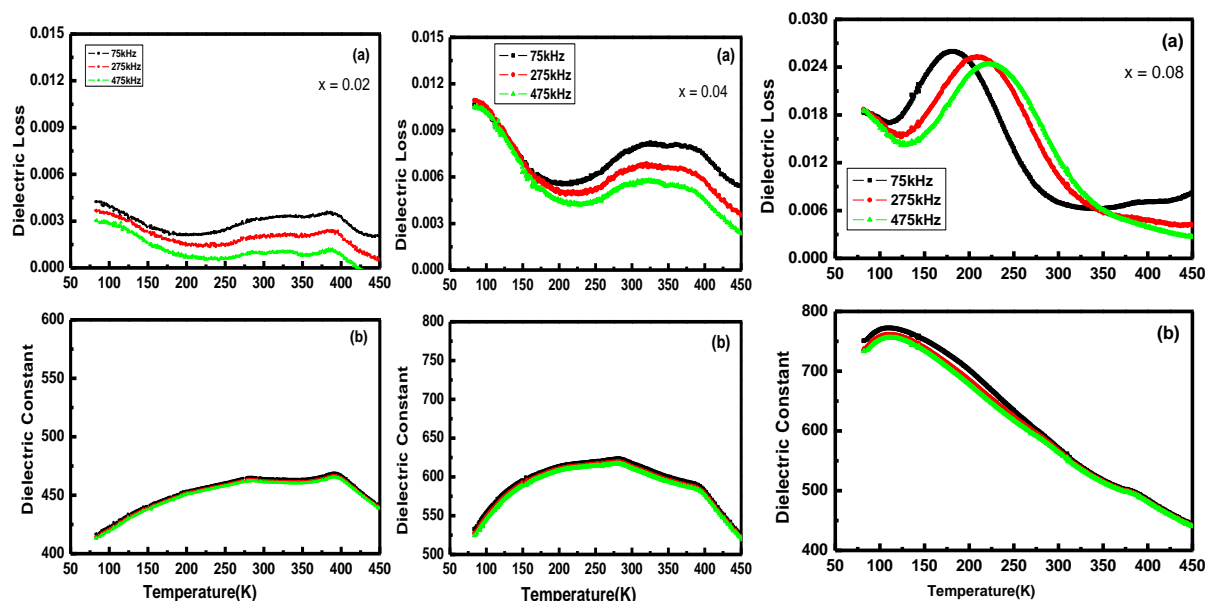 0.015
0.012
0.009
0.006
0.003
0.000
Dielectric Loss
75kHz
275kHz
475kHz
(a)
x = 0.02
50 100 150 200 250 300 350 400 450
0.015
0.012
0.009
0.006
0.003
0.000
Dielectric Loss
75kHz
275kHz
475kHz
(a)
x = 0.04
50 100 150 200 250 300 350 400 450
0.030
0.024
0.018
0.012
0.006
0.000
Dielectric Loss
(a)
x = 0.08
75kHz
275kHz
475kHz
50 100 150 200 250 300 350 400 450
600
550
500
450
400
Dielectric Constant
(b)
50 100 150 200 250 300 350 400 450
Temperature(K)
800
750
700
650
600
550
500
Dielectric Constant
(b)
50 100 150 200 250 300 350 400 450
Temperature(K)
800
700
600
500
400
Dielectric Constant
(b)
50 100 150 200 250 300 350 400 450
Temperature(K)